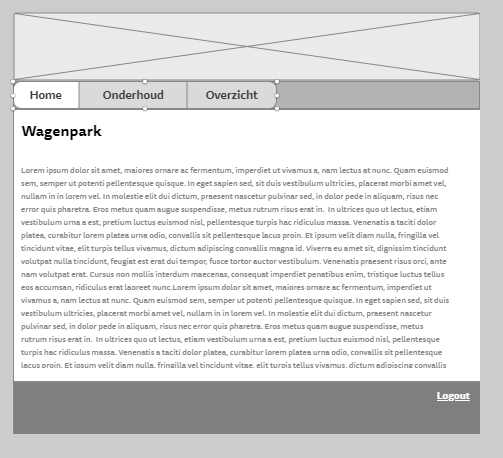 Home Onderhoud Overzicht
Wagenpark
Lorem ipsum dolor sit amet, maiores ornare ac fermentum, imperdiet ut vivamus a, nam lectus at nunc. Quam euismod
sem, semper ut potenti pellentesque quisque. In eget sapien sed, sit duis vestibulum ultricies, placerat morbi amet vel,
nullam in in lorem vel. In molestie elit dui dictum, praesent nascetur pulvinar sed, in dolor pede in aliquam, risus nec
error quis pharetra. Eros metus quam augue suspendisse, metus rutrum risus erat in.  In ultrices quo ut lectus, etiam
vestibulum urna a est, pretium luctus euismod nisl, pellentesque turpis hac ridiculus massa. Venenatis a taciti dolor
platea, curabitur lorem platea urna odio, convallis sit pellentesque lacus proin. Et ipsum velit diam nulla, fringilla vel
tincidunt vitae, elit turpis tellus vivamus, dictum adipiscing convallis magna id. Viverra eu amet sit, dignissim tincidunt
volutpat nulla tincidunt, feugiat est erat dui tempor, fusce tortor auctor vestibulum. Venenatis praesent risus orci, ante
nam volutpat erat. Cursus non mollis interdum maecenas, consequat imperdiet penatibus enim, tristique luctus tellus
eos accumsan, ridiculus erat laoreet nunc.Lorem ipsum dolor sit amet, maiores ornare ac fermentum, imperdiet ut
vivamus a, nam lectus at nunc. Quam euismod sem, semper ut potenti pellentesque quisque. In eget sapien sed, sit duis
vestibulum ultricies, placerat morbi amet vel, nullam in in lorem vel. In molestie elit dui dictum, praesent nascetur
pulvinar sed, in dolor pede in aliquam, risus nec error quis pharetra. Eros metus quam augue suspendisse, metus
rutrum risus erat in.  In ultrices quo ut lectus, etiam vestibulum urna a est, pretium luctus euismod nisl, pellentesque
turpis hac ridiculus massa. Venenatis a taciti dolor platea, curabitur lorem platea urna odio, convallis sit pellentesque
lacus proin. Et ipsum velit diam nulla, fringilla vel tincidunt vitae, elit turpis tellus vivamus, dictum adipiscing convallis
Logout